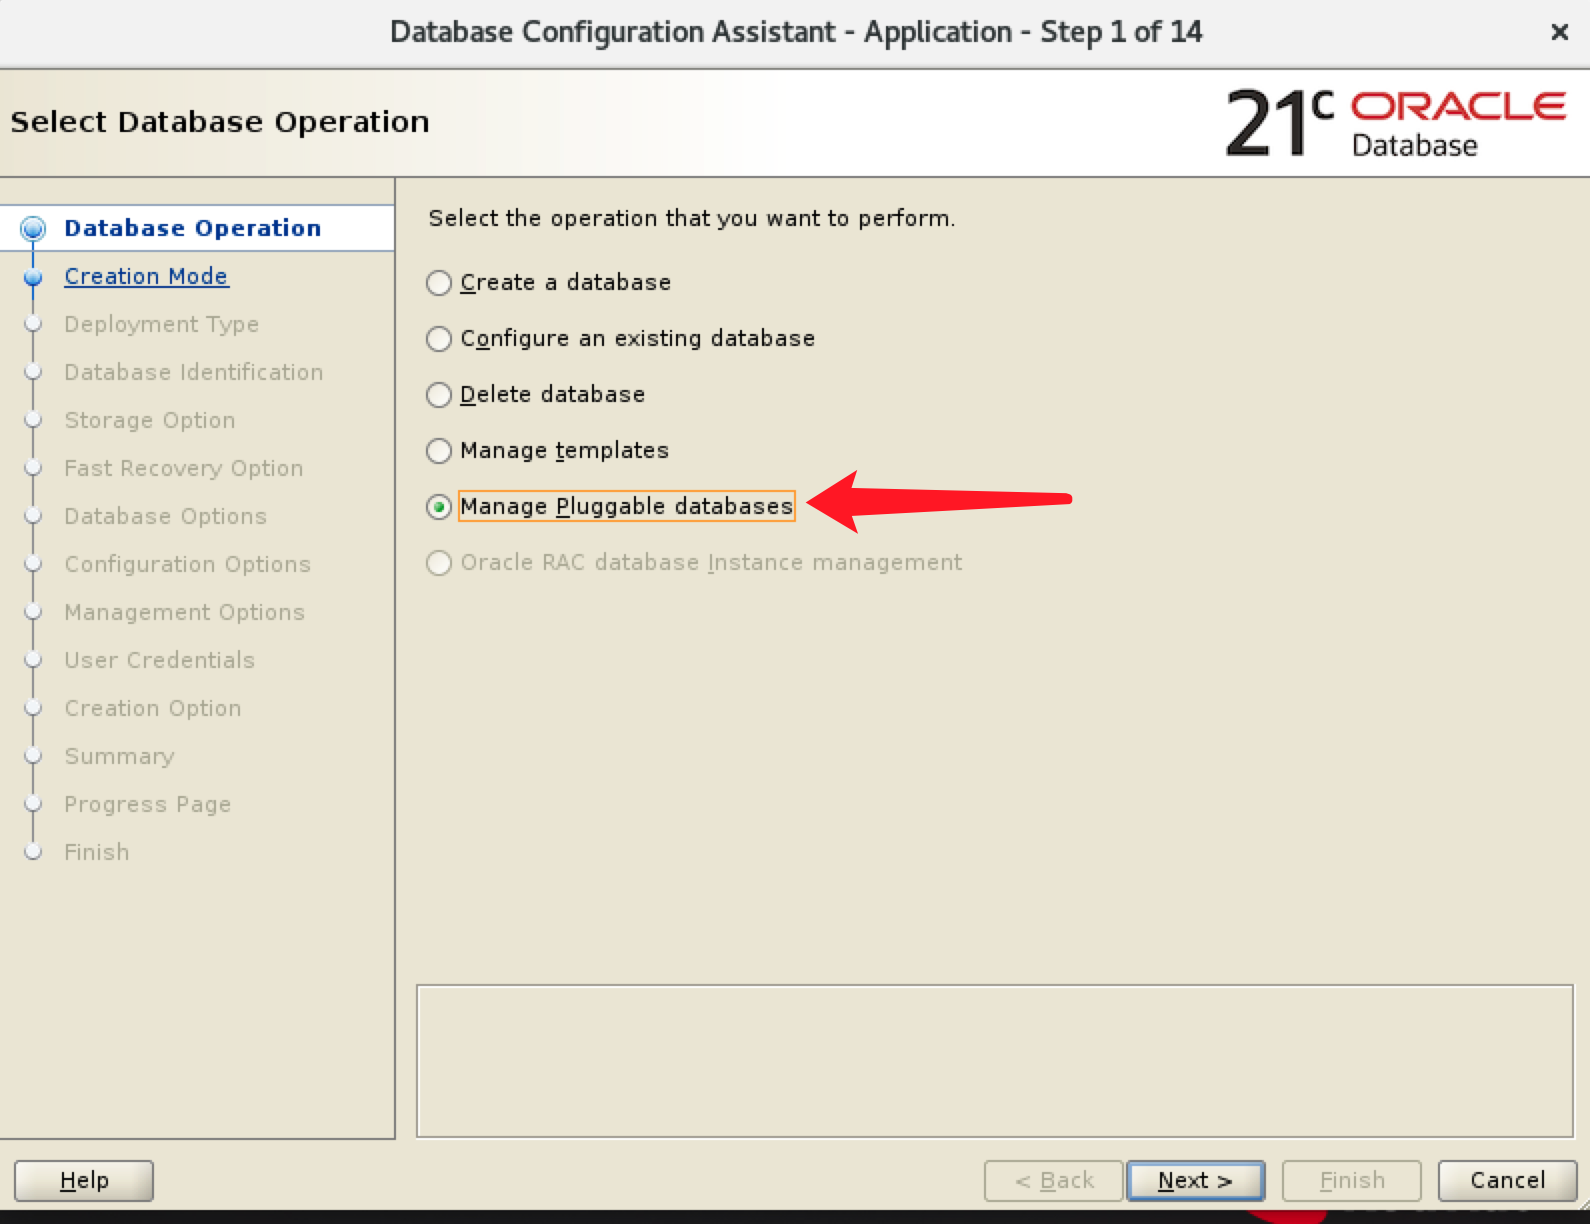 Database Configuration Assistant - Application - Step 1 of 14
×
Select Database Operation
21c ORACLE
Database
Database Operation
Creation Mode
Deployment Type
Database Identification
Storage Option
Fast Recovery Option
Database Options
Configuration Options
Management Options
User Credentials
Creation Option
Summary
Progress Page
Finish
Select the operation that you want to perform.
Create a database
Configure an existing database
Delete database
Manage templates
Manage Pluggable databases
Oracle RAC database Instance management
Help
< Back
Next >
Finish
Cancel